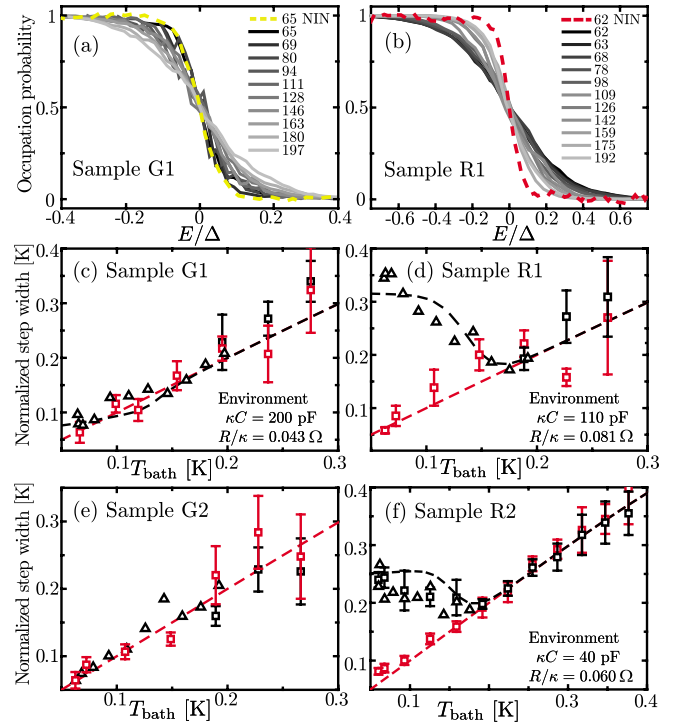 (a)
Sample G1
Occupation probability
1
0.5
0
-0.4 -0.2 0 0.2 0.4
E/Δ
65 NIN
65
69
80
94
111
128
146
163
180
197
(b)
Sample R1
1
0.5
0
-0.6 -0.4 -0.2 0 0.2 0.4 0.6
E/Δ
62 NIN
62
63
68
78
98
109
126
142
159
175
192
(c) Sample G1
Normalized step width [K]
0.4
0.3
0.2
0.1
Environment
κC = 200 pF
R/κ = 0.043 Ω
0.1 0.2 0.3
T_bath [K]
(d) Sample R1
0.4
0.3
0.2
0.1
Environment
κC = 110 pF
R/κ = 0.081 Ω
0.1 0.2 0.3
T_bath [K]
(e) Sample G2
Normalized step width [K]
0.3
0.2
0.1
0.1 0.2 0.3
T_bath [K]
(f) Sample R2
0.4
0.3
0.2
0.1
Environment
κC = 40 pF
R/κ = 0.060 Ω
0.1 0.2 0.3 0.4
T_bath [K]